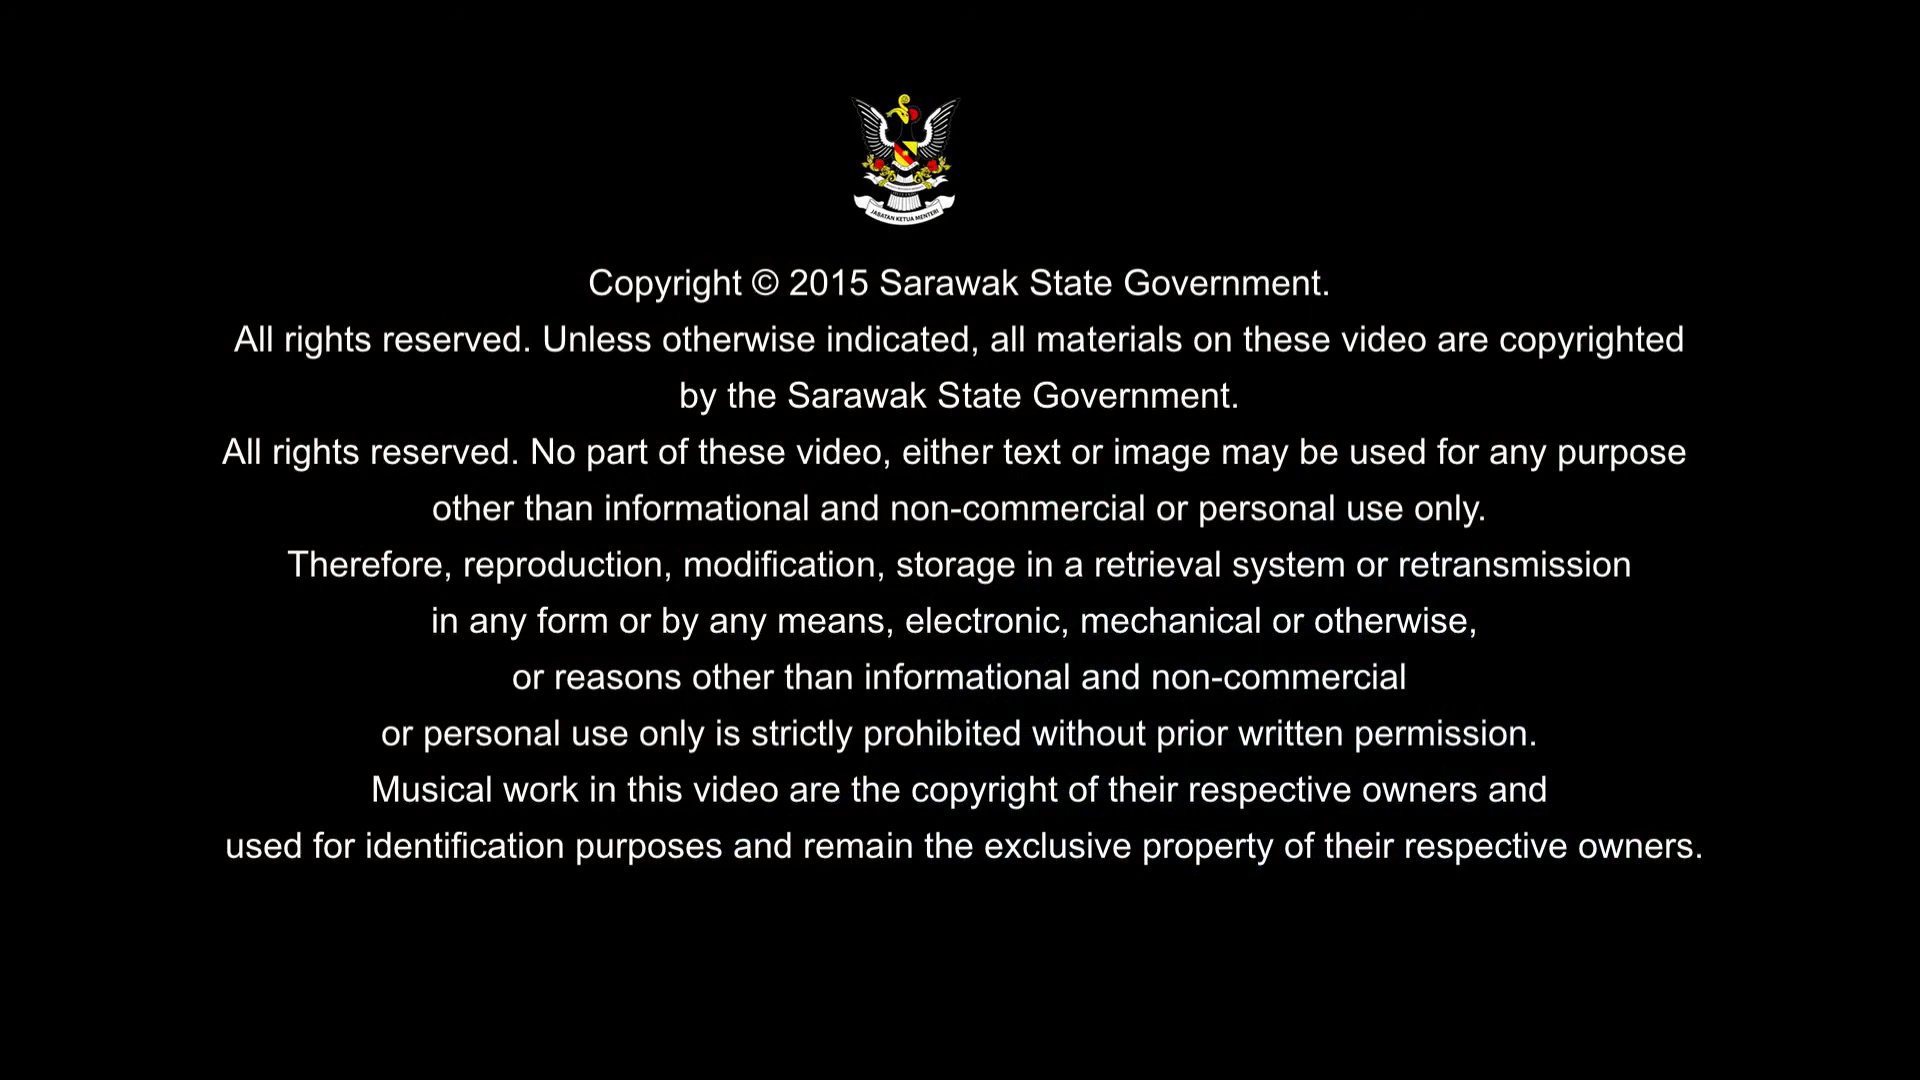 JABATAN KETUA MENTERI
Copyright © 2015 Sarawak State Government.
All rights reserved. Unless otherwise indicated, all materials on these video are copyrighted
by the Sarawak State Government.
All rights reserved. No part of these video, either text or image may be used for any purpose
other than informational and non-commercial or personal use only.
Therefore, reproduction, modification, storage in a retrieval system or retransmission
in any form or by any means, electronic, mechanical or otherwise,
or reasons other than informational and non-commercial
or personal use only is strictly prohibited without prior written permission.
Musical work in this video are the copyright of their respective owners and
used for identification purposes and remain the exclusive property of their respective owners.